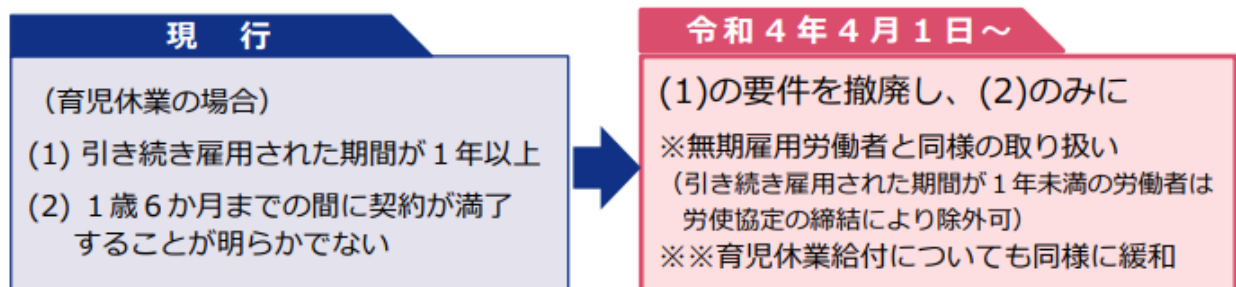 現 行
（育児休業の場合）
(1) 引き続き雇用された期間が１年以上
(2) １歳６か月までの間に契約が満了
することが明らかでない
令和４年４月１日～
(1)の要件を撤廃し、(2)のみに
※無期雇用労働者と同様の取り扱い
（引き続き雇用された期間が１年未満の労働者は
労使協定の締結により除外可）
※※育児休業給付についても同様に緩和